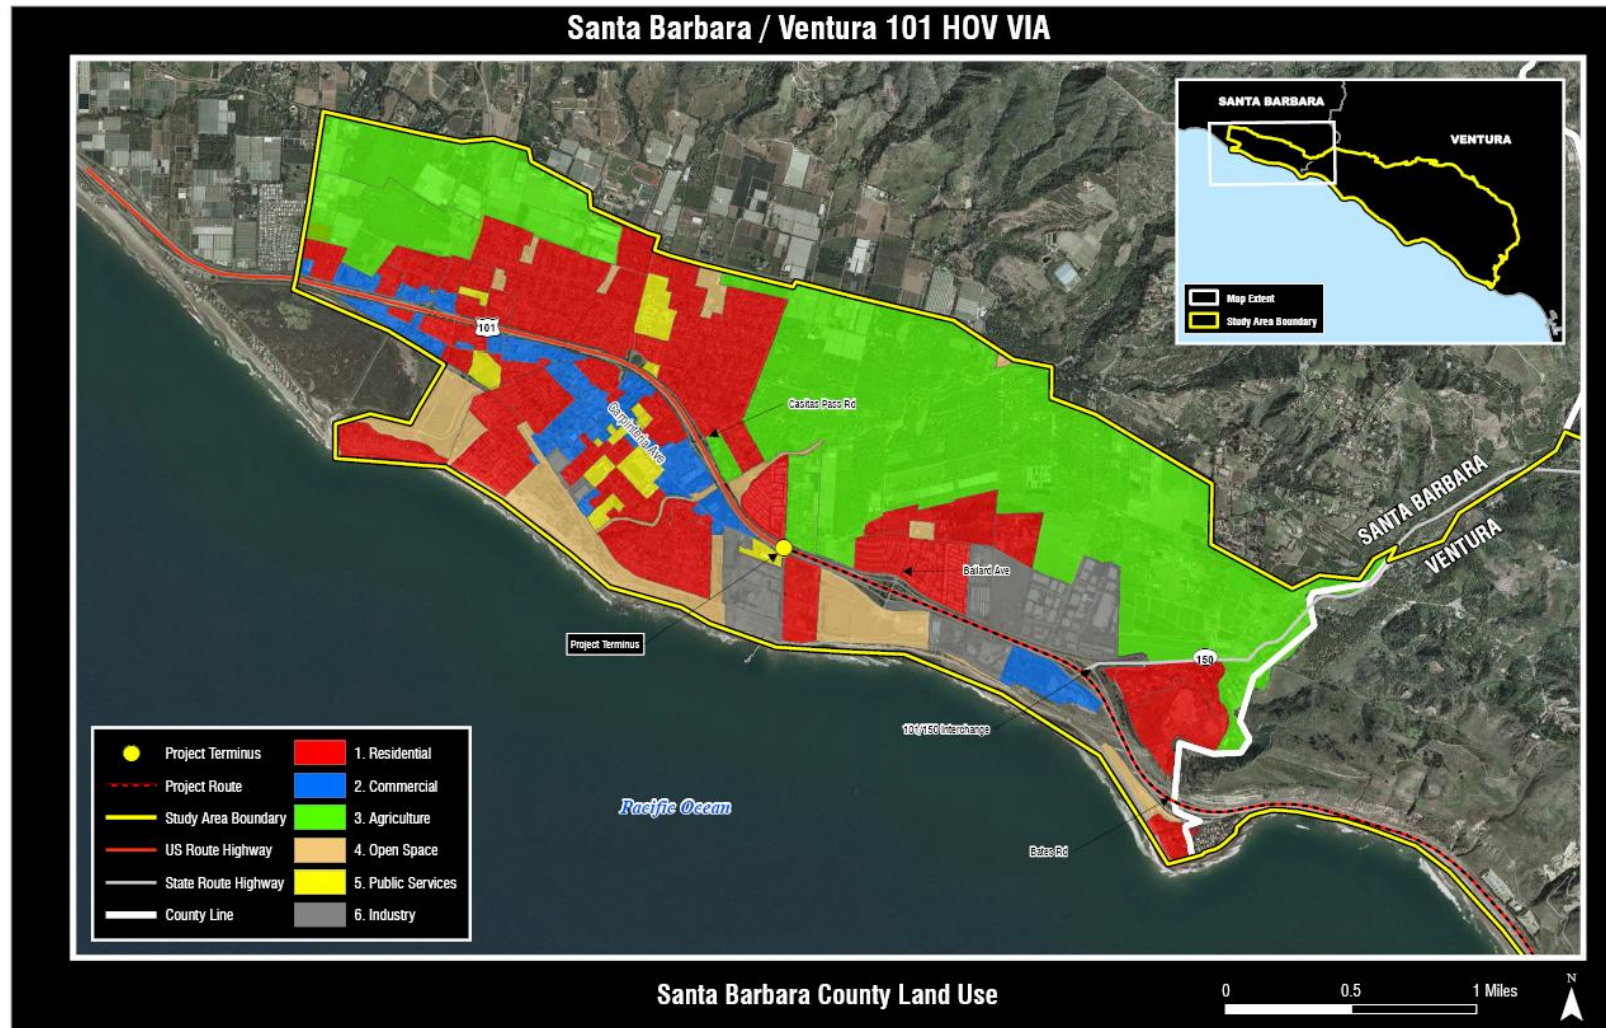 Santa Barbara / Ventura 101 HOV VIA
SANTA BARBARA
VENTURA
Map Extent
Study Area Boundary
101
Casitas Pass Rd
Carpinteria Ave
SANTA BARBARA
VENTURA
Bailard Ave
Project Terminus
150
101/150 Interchange
Pacific Ocean
Bates Rd
Project Terminus
Project Route
Study Area Boundary
US Route Highway
State Route Highway
County Line
1. Residential
2. Commercial
3. Agriculture
4. Open Space
5. Public Services
6. Industry
Santa Barbara County Land Use
0 0.5 1 Miles
N